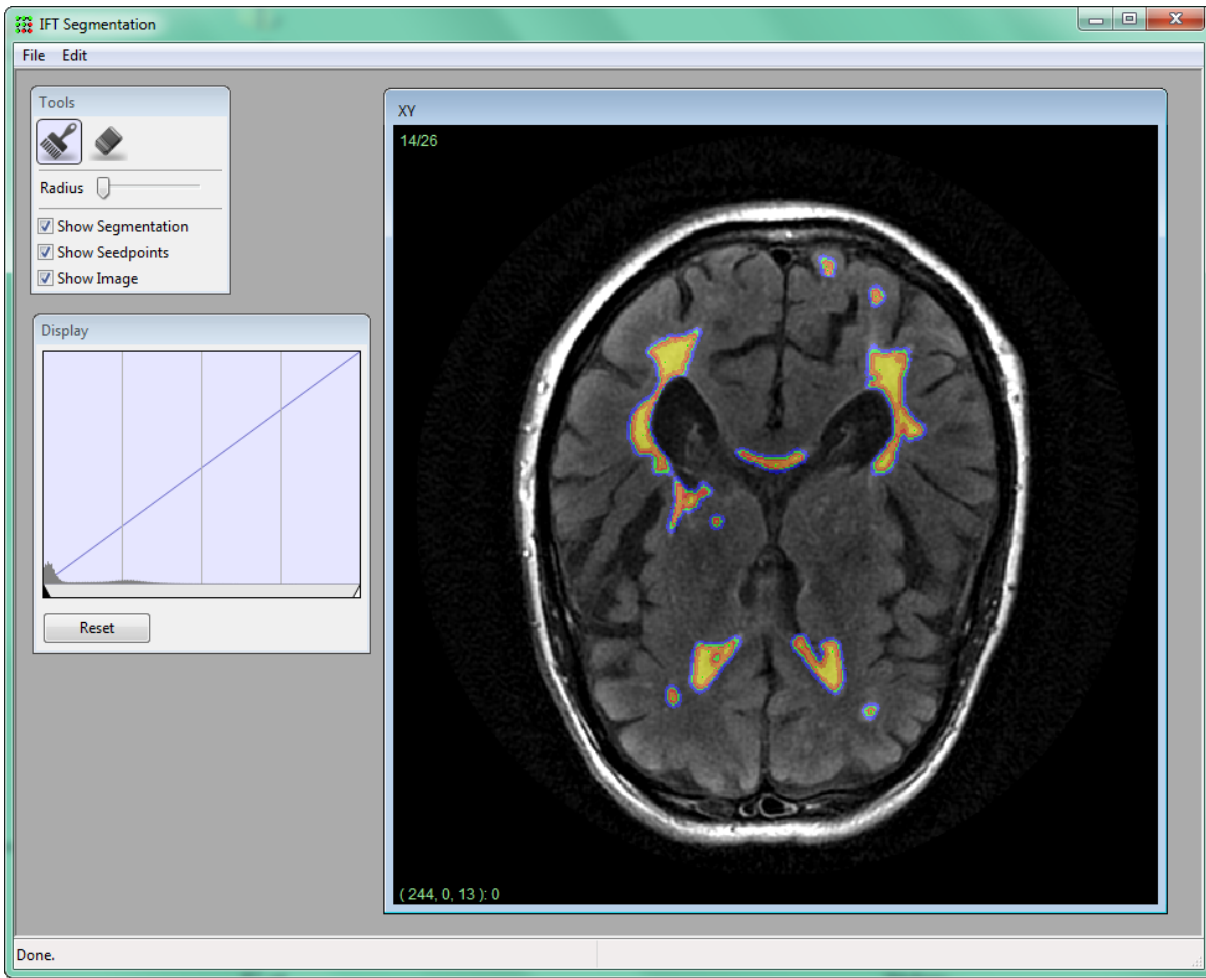 IFT Segmentation
File Edit
Tools
Radius
Show Segmentation
Show Seedpoints
Show Image
Display
Reset
XY
14/26
( 244, 0, 13 ): 0
Done.